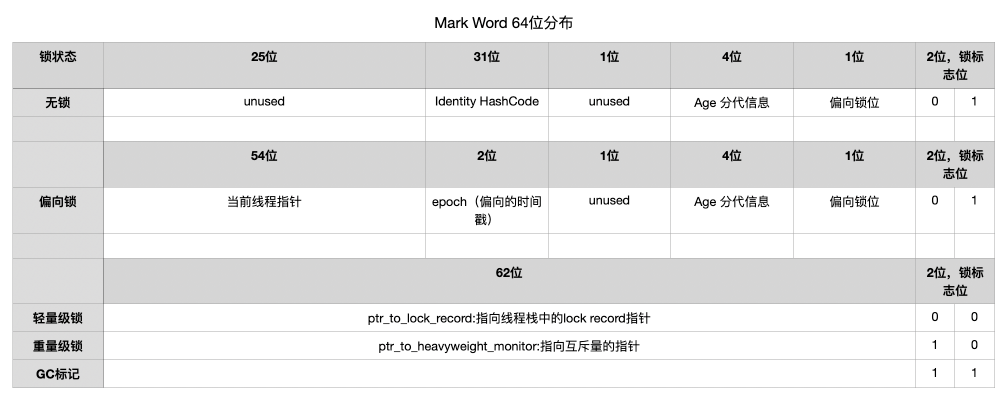 Mark Word 64位分布
锁状态 25位 31位 1位 4位 1位 2位，锁标志位
无锁 unused Identity HashCode unused Age 分代信息 偏向锁位 0 1
54位 2位 1位 4位 1位 2位，锁标志位
偏向锁 当前线程指针 epoch（偏向的时间戳） unused Age 分代信息 偏向锁位 0 1
62位 2位，锁标志位
轻量级锁 ptr_to_lock_record:指向线程栈中的lock record指针 0 0
重量级锁 ptr_to_heavyweight_monitor:指向互斥量的指针 1 0
GC标记 1 1